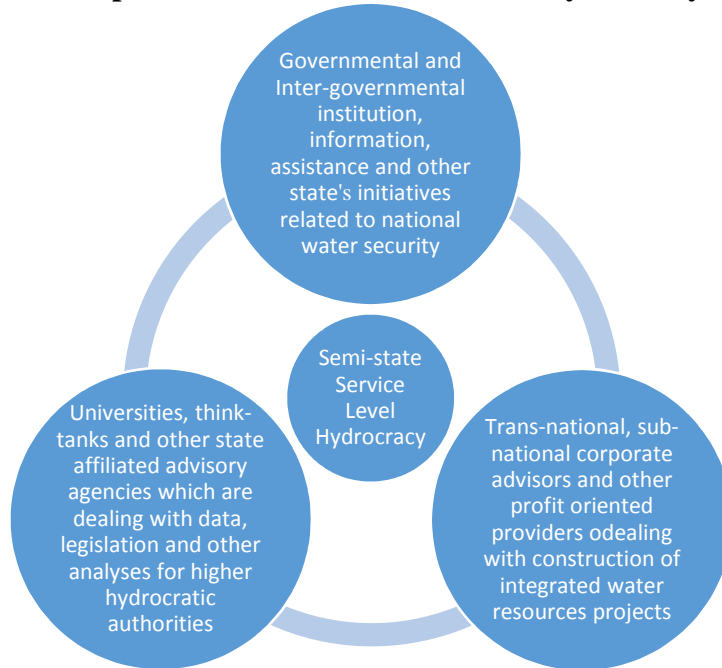 Governmental and
Inter-governmental
institution,
information,
assistance and other
state's initiatives
related to national
water security
Semi-state
Service
Level
Hydrocracy
Universities, think-
tanks and other state
affiliated advisory
agencies which are
dealing with data,
legislation and other
analyses for higher
hydrocratic
authorities
Trans-national, sub-
national corporate
advisors and other
profit oriented
providers odealing
with construction of
integrated water
resources projects